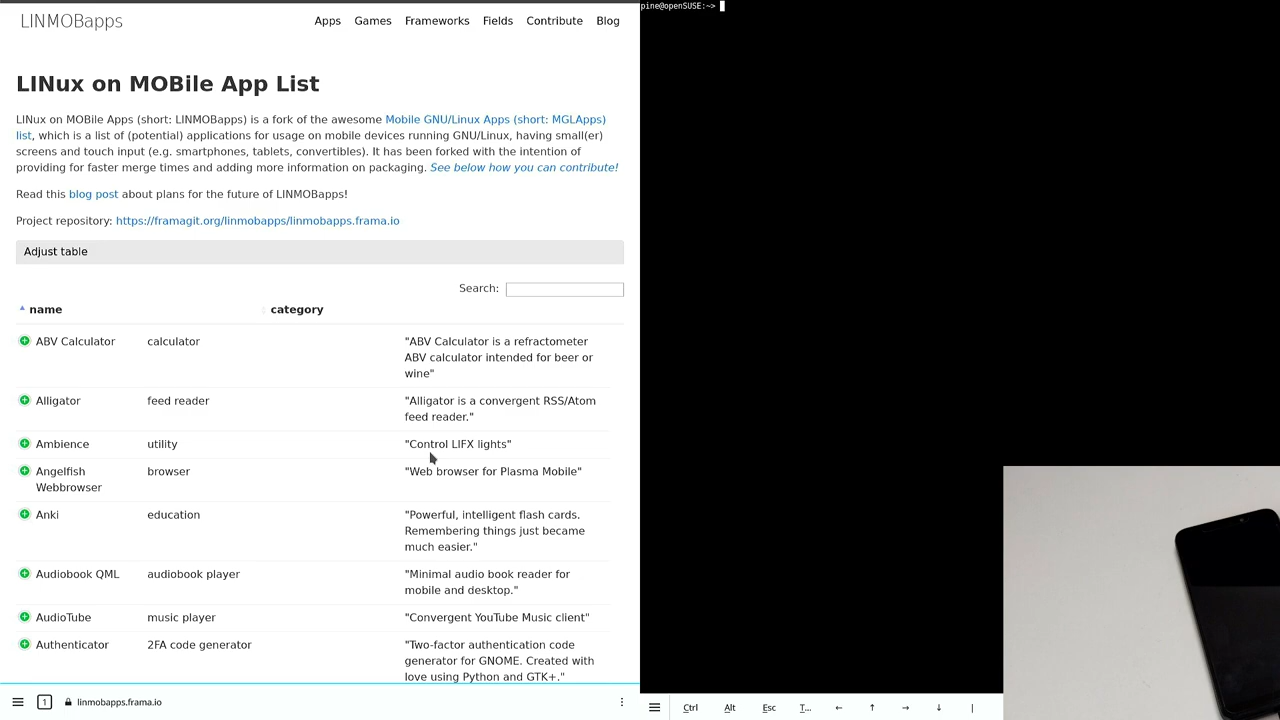 LINMOBapps
Apps Games Frameworks Fields Contribute Blog
LINux on MOBile App List
LINux on MOBile Apps (short: LINMOBapps) is a fork of the awesome Mobile GNU/Linux Apps (short: MGLApps)
list, which is a list of (potential) applications for usage on mobile devices running GNU/Linux, having small(er)
screens and touch input (e.g. smartphones, tablets, convertibles). It has been forked with the intention of
providing for faster merge times and adding more information on packaging. See below how you can contribute!
Read this blog post about plans for the future of LINMOBapps!
Project repository: https://framagit.org/linmobapps/linmobapps.frama.io
Adjust table
Search:
name category
ABV Calculator calculator "ABV Calculator is a refractometer
ABV calculator intended for beer or
wine"
Alligator feed reader "Alligator is a convergent RSS/Atom
feed reader."
Ambience utility "Control LIFX lights"
Angelfish browser "Web browser for Plasma Mobile"
Webbrowser
Anki education "Powerful, intelligent flash cards.
Remembering things just became
much easier."
Audiobook QML audiobook player "Minimal audio book reader for
mobile and desktop."
AudioTube music player "Convergent YouTube Music client"
Authenticator 2FA code generator "Two-factor authentication code
generator for GNOME. Created with
love using Python and GTK+."
1 linmobapps.frama.io
pine@openSUSE:~>
Ctrl Alt Esc T... ← ↑ → ↓ |